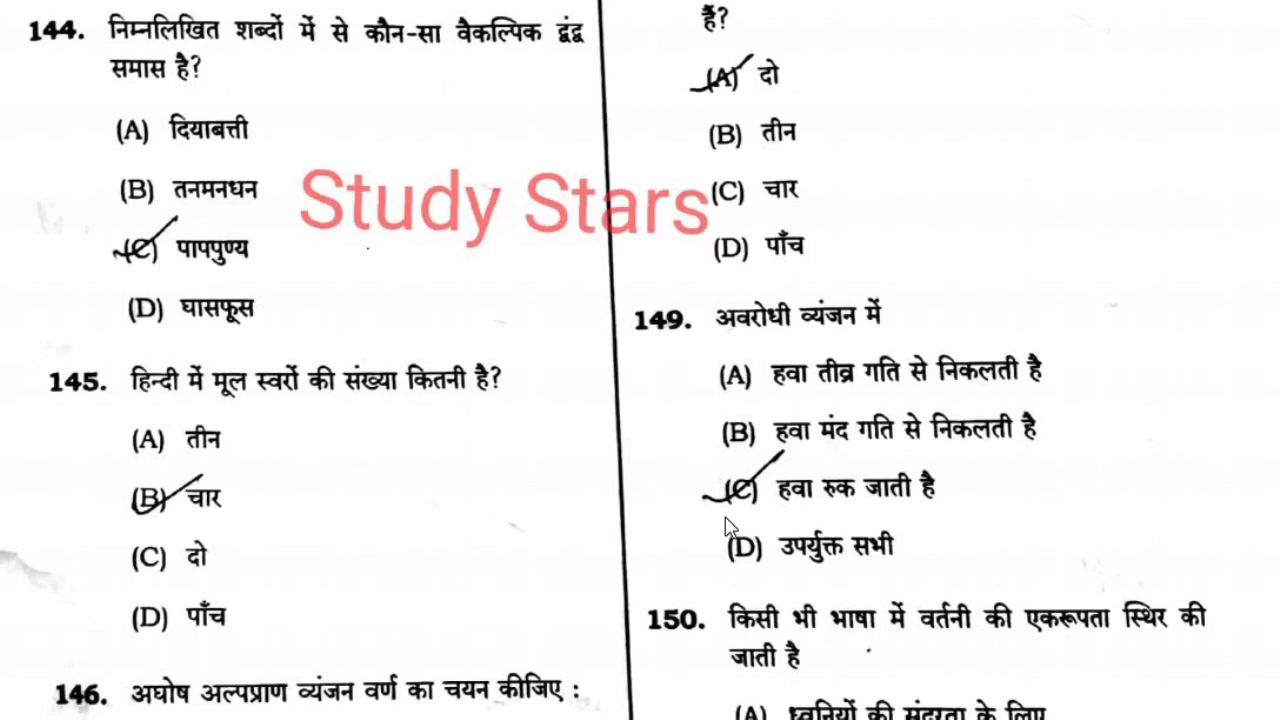 144. निम्नलिखित शब्दों में से कौन-सा वैकल्पिक द्वंद्व
समास है?
(A) दियाबत्ती
(B) तनमनधन
(C) पापपुण्य
(D) घासफूस
145. हिन्दी में मूल स्वरों की संख्या कितनी है?
(A) तीन
(B) चार
(C) दो
(D) पाँच
146. अघोष अल्पप्राण व्यंजन वर्ण का चयन कीजिए :
हैं?
(A) दो
(B) तीन
(C) चार
(D) पाँच
149. अवरोधी व्यंजन में
(A) हवा तीव्र गति से निकलती है
(B) हवा मंद गति से निकलती है
(C) हवा रुक जाती है
(D) उपर्युक्त सभी
150. किसी भी भाषा में वर्तनी की एकरूपता स्थिर की
जाती है
(A) ध्वनियों की सुंदरता के लिए
Study Stars